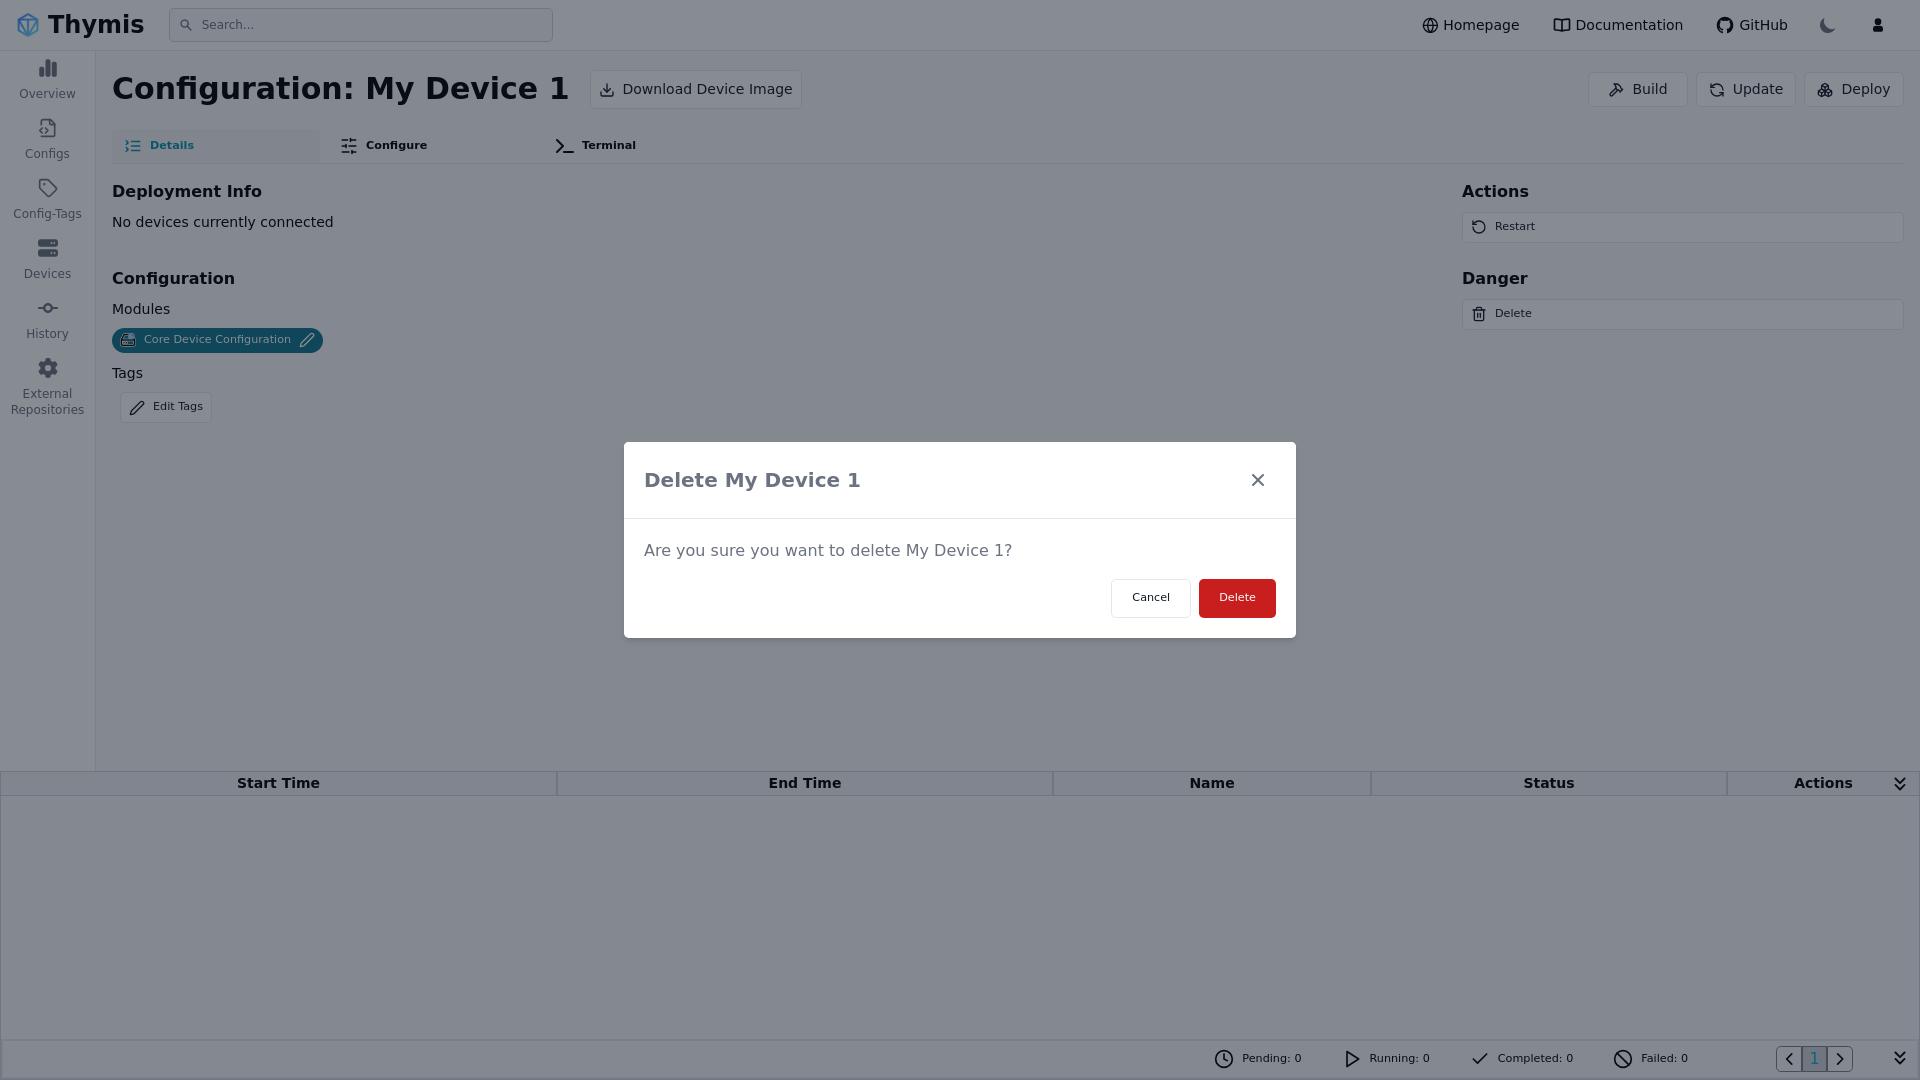 Thymis
Search...
Homepage
Documentation
GitHub
Overview
Configs
Config-Tags
Devices
History
External
Repositories
Configuration: My Device 1
Download Device Image
Build
Update
Deploy
Details
Configure
Terminal
Deployment Info
No devices currently connected
Configuration
Modules
Core Device Configuration
Tags
Edit Tags
Actions
Restart
Danger
Delete
Delete My Device 1
Are you sure you want to delete My Device 1?
Cancel
Delete
Start Time
End Time
Name
Status
Actions
Pending: 0
Running: 0
Completed: 0
Failed: 0
1